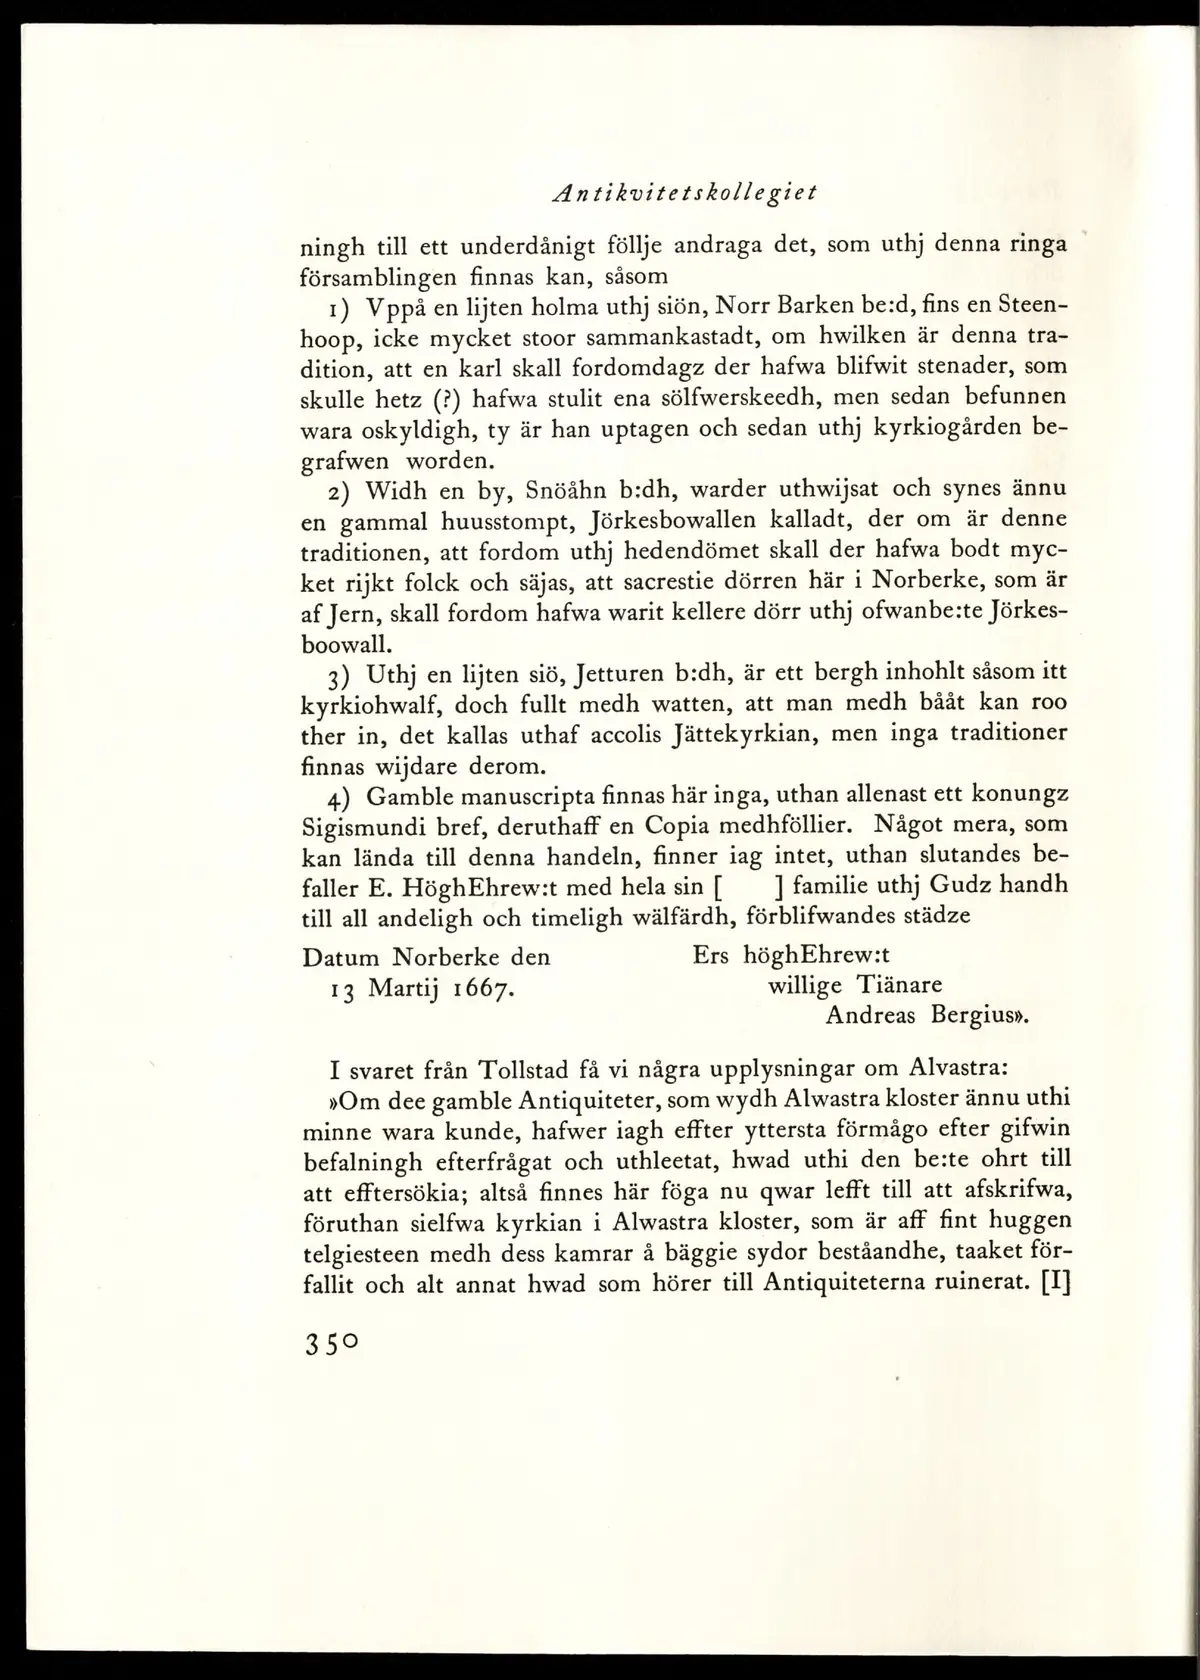 Antikvitetskollegiet
ningh till ett underdånigt föllje andraga det, som uthj denna ringa
församblingen finnas kan, såsom
1) Vppå en lijten holma uthj siön, Norr Barken be:d, fins en Steen-
hoop, icke mycket stoor sammankastadt, om hwilken är denna tra-
dition, att en karl skall fordomdagz der hafwa blifwit stenader, som
skulle hetz (?) hafwa stulit ena sölfwerskeedh, men sedan befunnen
wara oskyldigh, ty är han uptagen och sedan uthj kyrkiogården be-
grafwen worden.
2) Widh en by, Snöåhn b:dh, warder uthwijsat och synes ännu
en gammal huusstompt, Jörkesbowallen kalladt, der om är denne
traditionen, att fordom uthj hedendömet skall der hafwa bodt myc-
ket rijkt folck och säjas, att sacrestie dörren här i Norberke, som är
af Jern, skall fordom hafwa warit kellere dörr uthj ofwanbe:te Jörkes-
boowall.
3) Uthj en lijten siö, Jetturen b:dh, är ett bergh inhohlt såsom itt
kyrkiohwalf, doch fullt medh watten, att man medh bååt kan roo
ther in, det kallas uthaf accolis Jättekyrkian, men inga traditioner
finnas wijdare derom.
4) Gamble manuscripta finnas här inga, uthan allenast ett konungz
Sigismundi bref, deruthaff en Copia medhföllier. Något mera, som
kan lända till denna handeln, finner iag intet, uthan slutandes be-
faller E. HöghEhrew:t med hela sin [ ] familie uthj Gudz handh
till all andeligh och timeligh wälfärdh, förblifwandes städze
Datum Norberke den Ers höghEhrew:t
13 Martij 1667. willige Tiänare
Andreas Bergius».
I svaret från Tollstad få vi några upplysningar om Alvastra:
»Om dee gamble Antiquiteter, som wydh Alwastra kloster ännu uthi
minne wara kunde, hafwer iagh effter yttersta förmågo efter gifwin
befalningh efterfrågat och uthleetat, hwad uthi den be:te ohrt till
att efftersökia; altså finnes här föga nu qwar lefft till att afskrifwa,
föruthan sielfwa kyrkian i Alwastra kloster, som är aff fint huggen
telgiesteen medh dess kamrar å bäggie sydor beståandhe, taaket för-
fallit och alt annat hwad som hörer till Antiquiteterna ruinerat. [I]
350